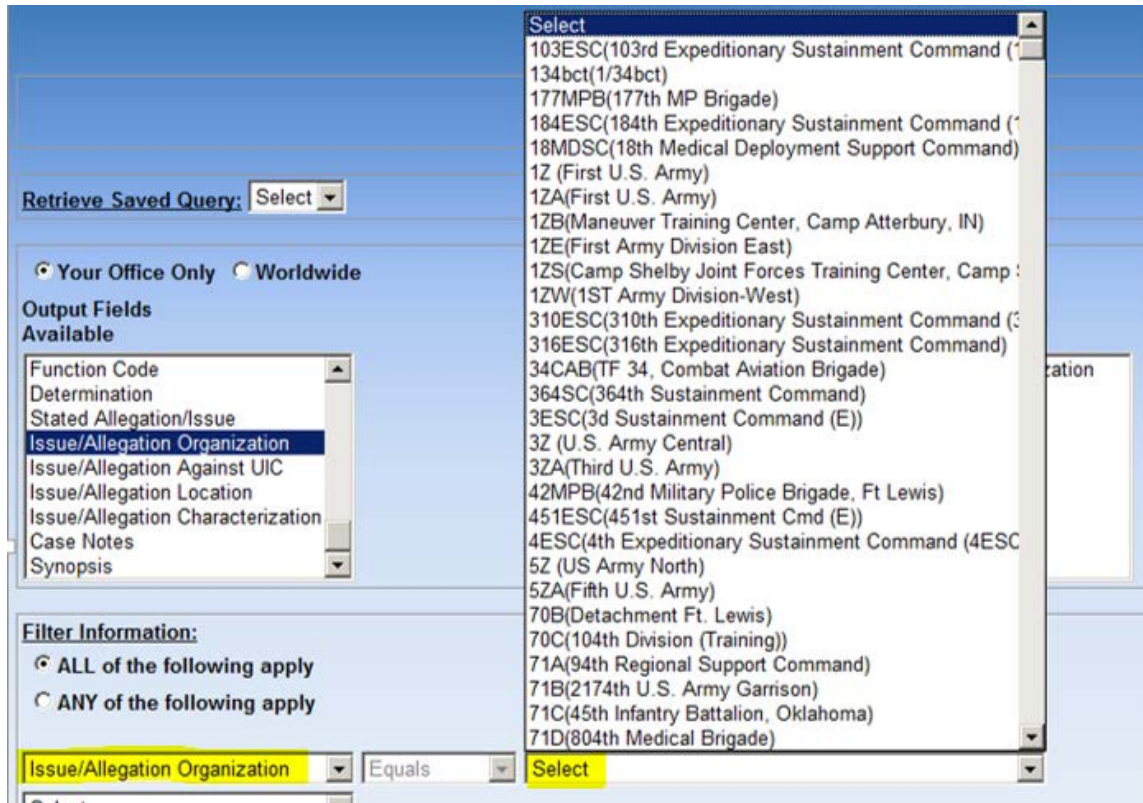 Select
103ESC(103rd Expeditionary Sustainment Command (1
134bct(1/34bct)
177MPB(177th MP Brigade)
184ESC(184th Expeditionary Sustainment Command (1
18MDSC(18th Medical Deployment Support Command)
1Z (First U.S. Army)
1ZA(First U.S. Army)
1ZB(Maneuver Training Center, Camp Atterbury, IN)
1ZE(First Army Division East)
1ZS(Camp Shelby Joint Forces Training Center, Camp
1ZW(1ST Army Division-West)
310ESC(310th Expeditionary Sustainment Command (3
316ESC(316th Expeditionary Sustainment Command)
34CAB(TF 34, Combat Aviation Brigade)
364SC(364th Sustainment Command)
3ESC(3d Sustainment Command (E))
3Z (U.S. Army Central)
3ZA(Third U.S. Army)
42MPB(42nd Military Police Brigade, Ft Lewis)
451ESC(451st Sustainment Cmd (E))
4ESC(4th Expeditionary Sustainment Command (4ESC
5Z (US Army North)
5ZA(Fifth U.S. Army)
70B(Detachment Ft. Lewis)
70C(104th Division (Training))
71A(94th Regional Support Command)
71B(2174th U.S. Army Garrison)
71C(45th Infantry Battalion, Oklahoma)
71D(804th Medical Brigade)
Retrieve Saved Query: Select
Your Office Only Worldwide
Output Fields
Available
Function Code
Determination
Stated Allegation/Issue
Issue/Allegation Organization
Issue/Allegation Against UIC
Issue/Allegation Location
Issue/Allegation Characterization
Case Notes
Synopsis
zation
Filter Information:
ALL of the following apply
ANY of the following apply
Issue/Allegation Organization Equals Select